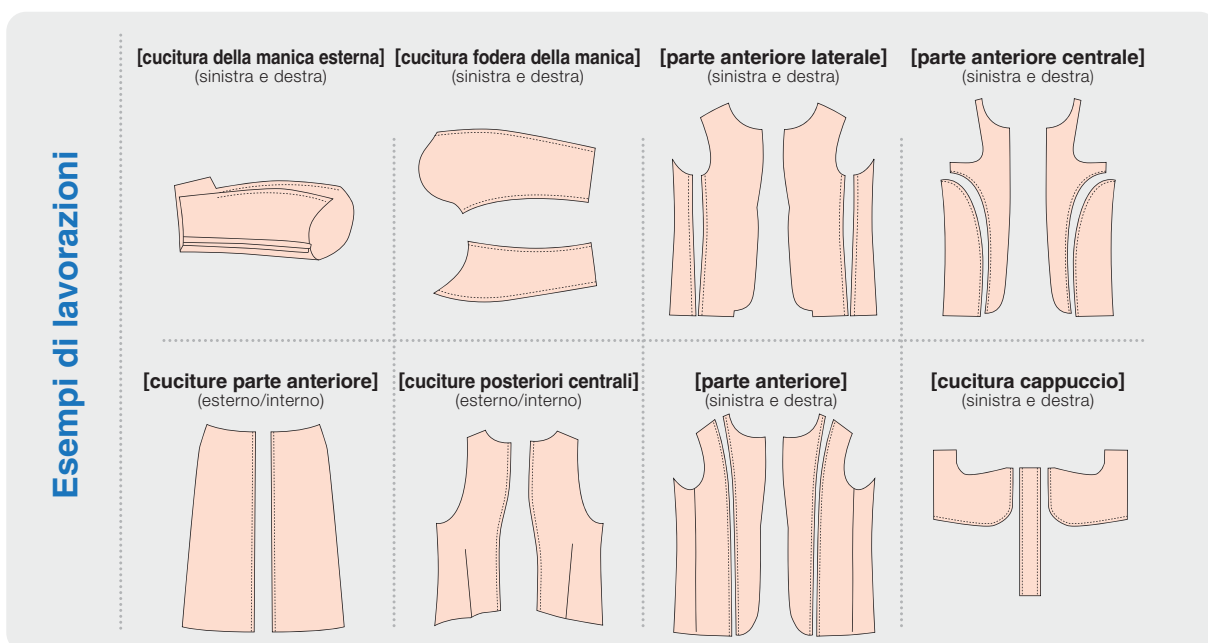 Esempi di lavorazioni
[cucitura della manica esterna]
(sinistra e destra)
[cucitura fodera della manica]
(sinistra e destra)
[parte anteriore laterale]
(sinistra e destra)
[parte anteriore centrale]
(sinistra e destra)
[cuciture parte anteriore]
(esterno/interno)
[cuciture posteriori centrali]
(esterno/interno)
[parte anteriore]
(sinistra e destra)
[cucitura cappuccio]
(sinistra e destra)